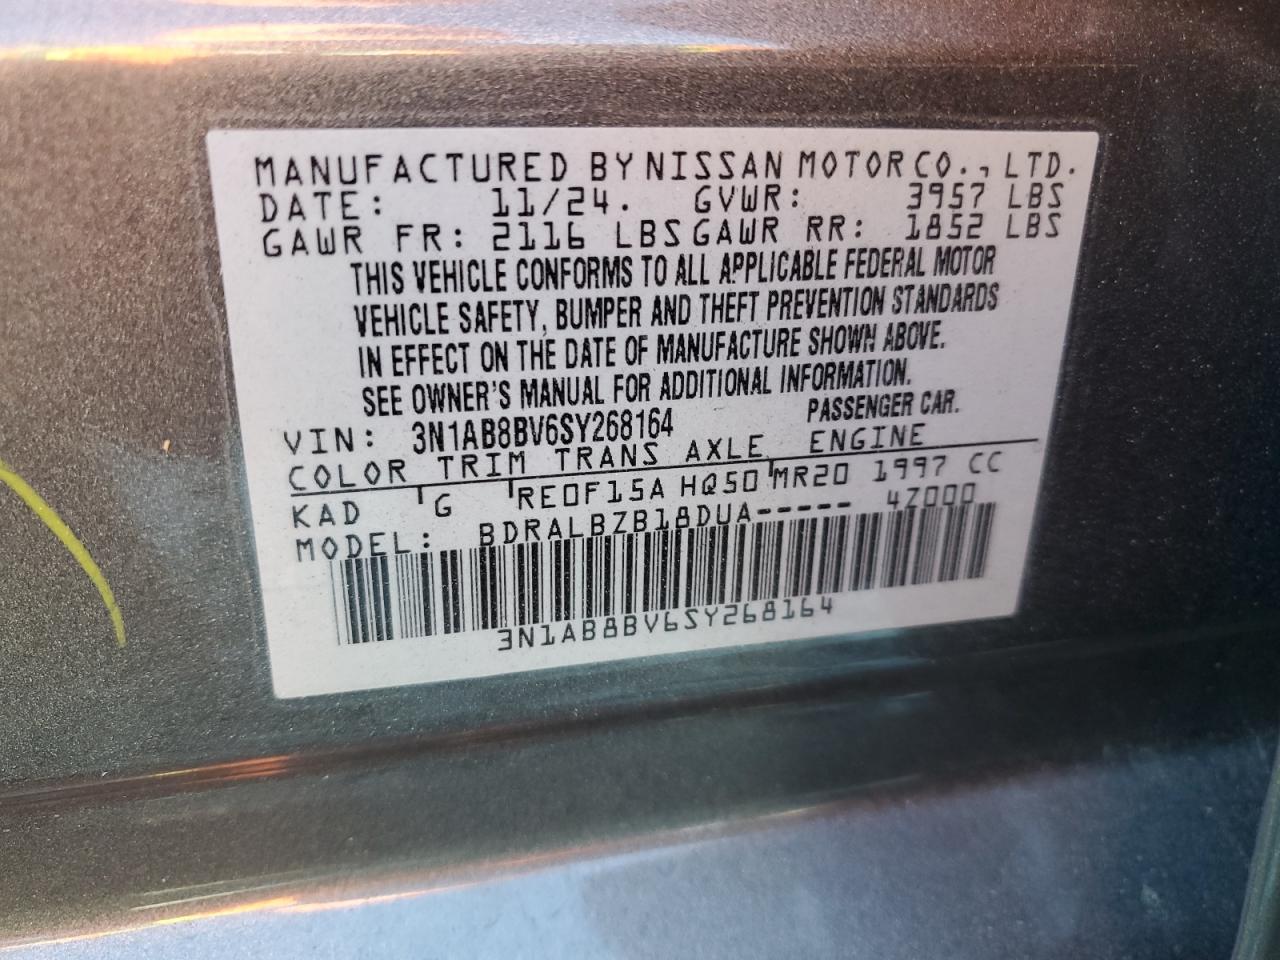 MANUFACTURED BY NISSAN MOTOR CO., LTD.
DATE: 11/24. GVWR: 3957 LBS
GAWR FR: 2116 LBS GAWR RR: 1852 LBS
THIS VEHICLE CONFORMS TO ALL APPLICABLE FEDERAL MOTOR
VEHICLE SAFETY, BUMPER AND THEFT PREVENTION STANDARDS
IN EFFECT ON THE DATE OF MANUFACTURE SHOWN ABOVE.
SEE OWNER'S MANUAL FOR ADDITIONAL INFORMATION.
PASSENGER CAR.
VIN: 3N1AB8BV6SY268164
COLOR TRIM TRANS AXLE ENGINE
KAD G RE0F15A HQ50 MR20 1997 CC
MODEL: BDRALBZB18DUA----- 4Z000
3N1AB8BV6SY268164